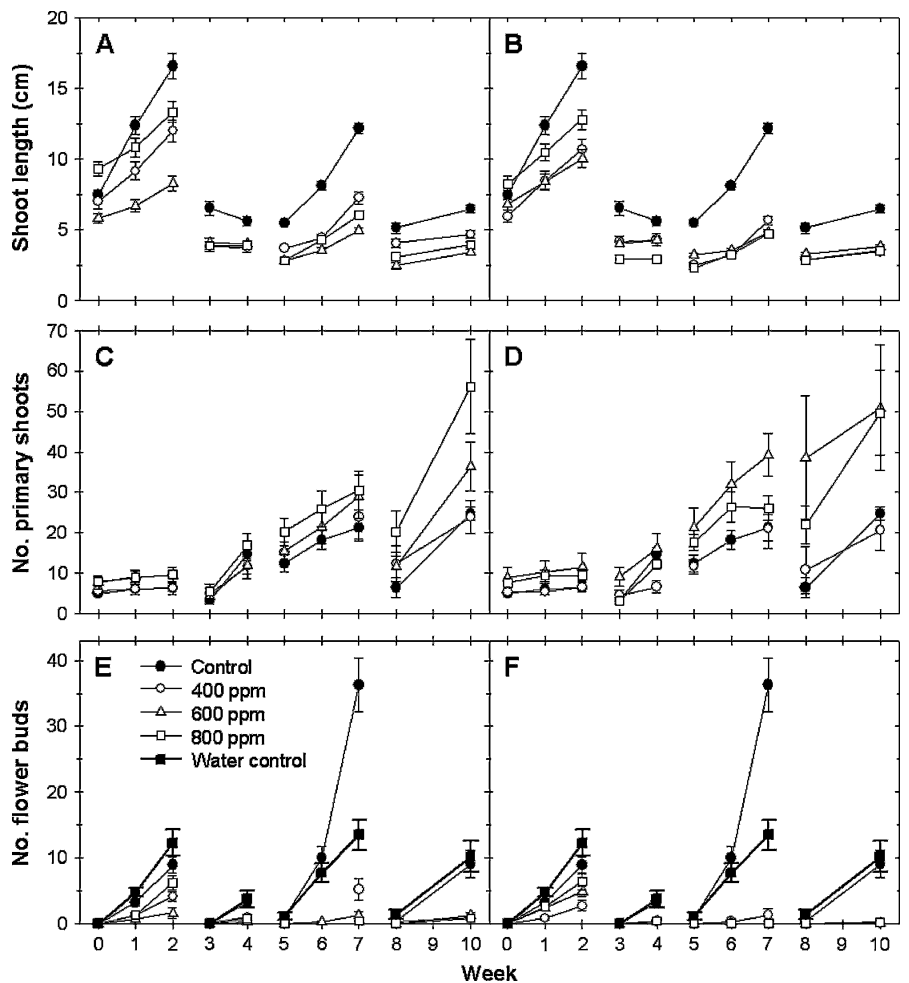 20
15
10
5
0
Shoot length (cm)
A
B
70
60
50
40
30
20
10
0
No. primary shoots
C
D
40
30
20
10
0
No. flower buds
E
F
Control
400 ppm
600 ppm
800 ppm
Water control
0 1 2 3 4 5 6 7 8 9 10 0 1 2 3 4 5 6 7 8 9 10
Week